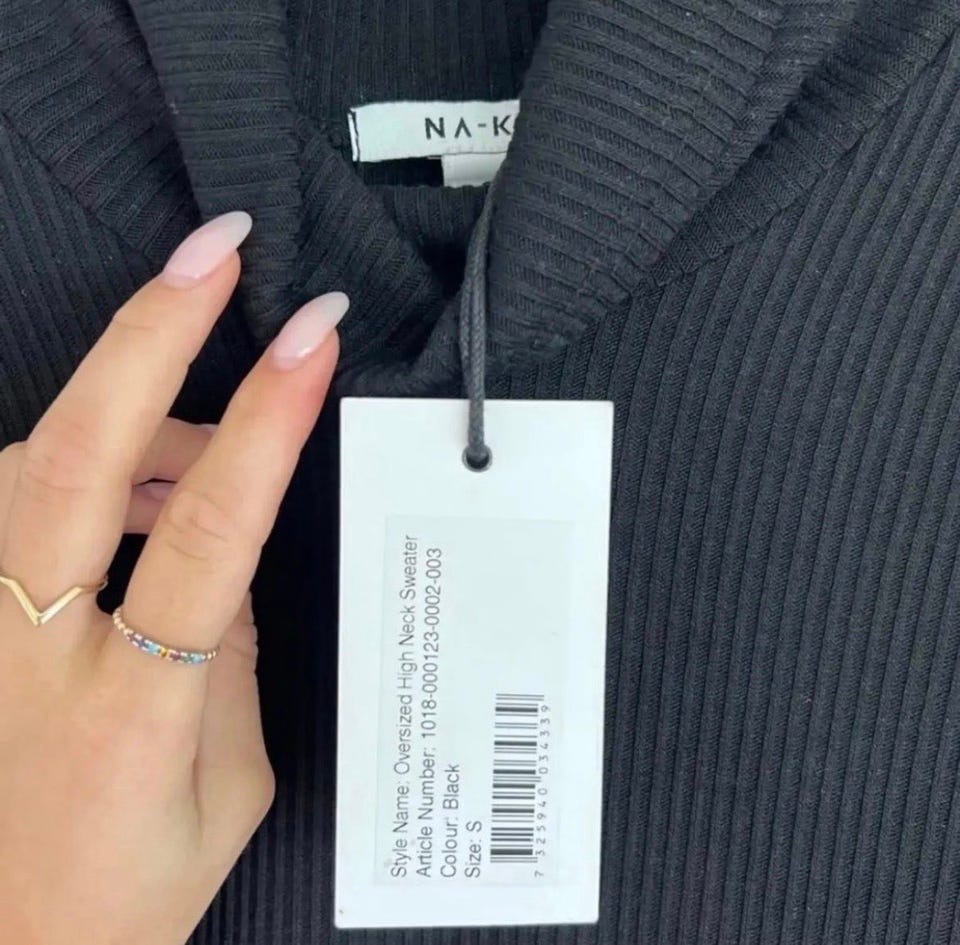 NA-K
Style Name: Oversized High Neck Sweater
Article Number: 1018-000123-0002-003
Colour: Black
Size: S
7 325940 034339